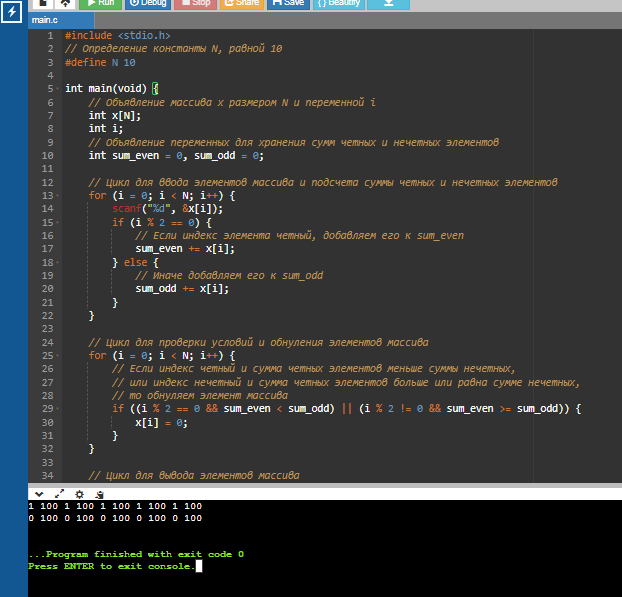 Run Debug Stop Share Save { } Beautify
main.c
1 #include <stdio.h>
2 // Определение константы N, равной 10
3 #define N 10
4
5 int main(void) {
6 // Объявление массива x размером N и переменной i
7 int x[N];
8 int i;
9 // Объявление переменных для хранения сумм четных и нечетных элементов
10 int sum_even = 0, sum_odd = 0;
11
12 // Цикл для ввода элементов массива и подсчета суммы четных и нечетных элементов
13 for (i = 0; i < N; i++) {
14 scanf("%d", &x[i]);
15 if (i % 2 == 0) {
16 // Если индекс элемента четный, добавляем его к sum_even
17 sum_even += x[i];
18 } else {
19 // Иначе добавляем его к sum_odd
20 sum_odd += x[i];
21 }
22 }
23
24 // Цикл для проверки условий и обнуления элементов массива
25 for (i = 0; i < N; i++) {
26 // Если индекс четный и сумма четных элементов меньше суммы нечетных,
27 // или индекс нечетный и сумма четных элементов больше или равна сумме нечетных,
28 // то обнуляем элемент массива
29 if ((i % 2 == 0 && sum_even < sum_odd) || (i % 2 != 0 && sum_even >= sum_odd)) {
30 x[i] = 0;
31 }
32 }
33
34 // Цикл для вывода элементов массива
1 100 1 100 1 100 1 100 1 100
0 100 0 100 0 100 0 100 0 100
...Program finished with exit code 0
Press ENTER to exit console.